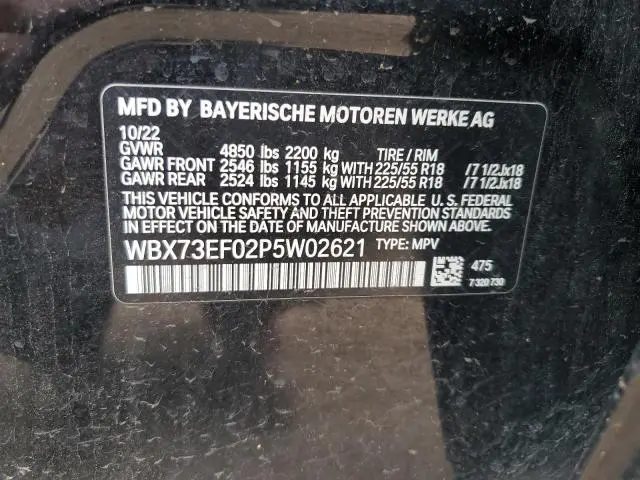 MFD BY BAYERISCHE MOTOREN WERKE AG
10/22
GVWR 4850 lbs 2200 kg TIRE / RIM
GAWR FRONT 2546 lbs 1155 kg WITH 225/55 R18 /7 1/2Jx18
GAWR REAR 2524 lbs 1145 kg WITH 225/55 R18 /7 1/2Jx18
THIS VEHICLE CONFORMS TO ALL APPLICABLE U. S. FEDERAL
MOTOR VEHICLE SAFETY AND THEFT PREVENTION STANDARDS
IN EFFECT ON THE DATE OF MANUFACTURE SHOWN ABOVE.
WBX73EF02P5W02621 TYPE: MPV
475
7 320 730